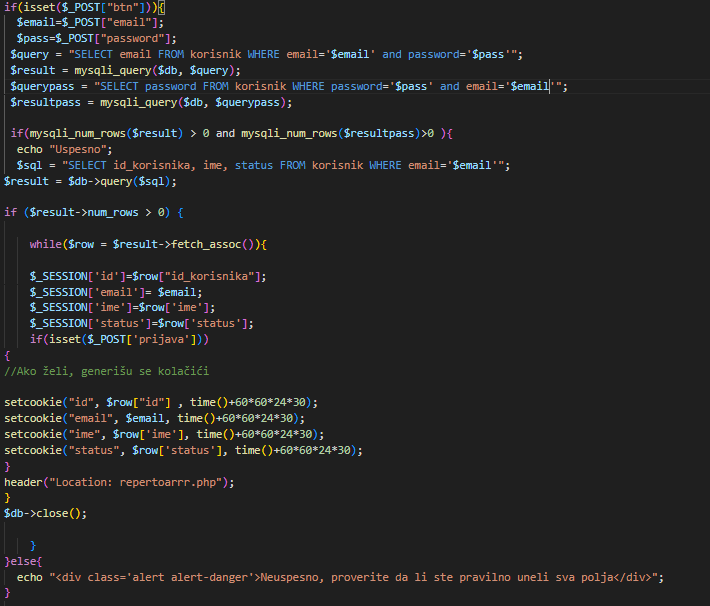 if(isset($_POST["btn"])){
$email=$_POST["email"];
$pass=$_POST["password"];
$query = "SELECT email FROM korisnik WHERE email='$email' and password='$pass'";
$result = mysqli_query($db, $query);
$querypass = "SELECT password FROM korisnik WHERE password='$pass' and email='$email'";
$resultpass = mysqli_query($db, $querypass);
if(mysqli_num_rows($result) > 0 and mysqli_num_rows($resultpass)>0 ){
echo "Uspesno";
$sql = "SELECT id_korisnika, ime, status FROM korisnik WHERE email='$email'";
$result = $db->query($sql);
if ($result->num_rows > 0) {
while($row = $result->fetch_assoc()){
$_SESSION['id']=$row["id_korisnika"];
$_SESSION['email']= $email;
$_SESSION['ime']=$row['ime'];
$_SESSION['status']=$row['status'];
if(isset($_POST['prijava']))
{
//Ako želi, generišu se kolačići
setcookie("id", $row["id"] , time()+60*60*24*30);
setcookie("email", $email, time()+60*60*24*30);
setcookie("ime", $row['ime'], time()+60*60*24*30);
setcookie("status", $row['status'], time()+60*60*24*30);
}
header("Location: repertoarrr.php");
}
$db->close();
}
}else{
echo "<div class='alert alert-danger'>Neuspesno, proverite da li ste pravilno uneli sva polja</div>";
}